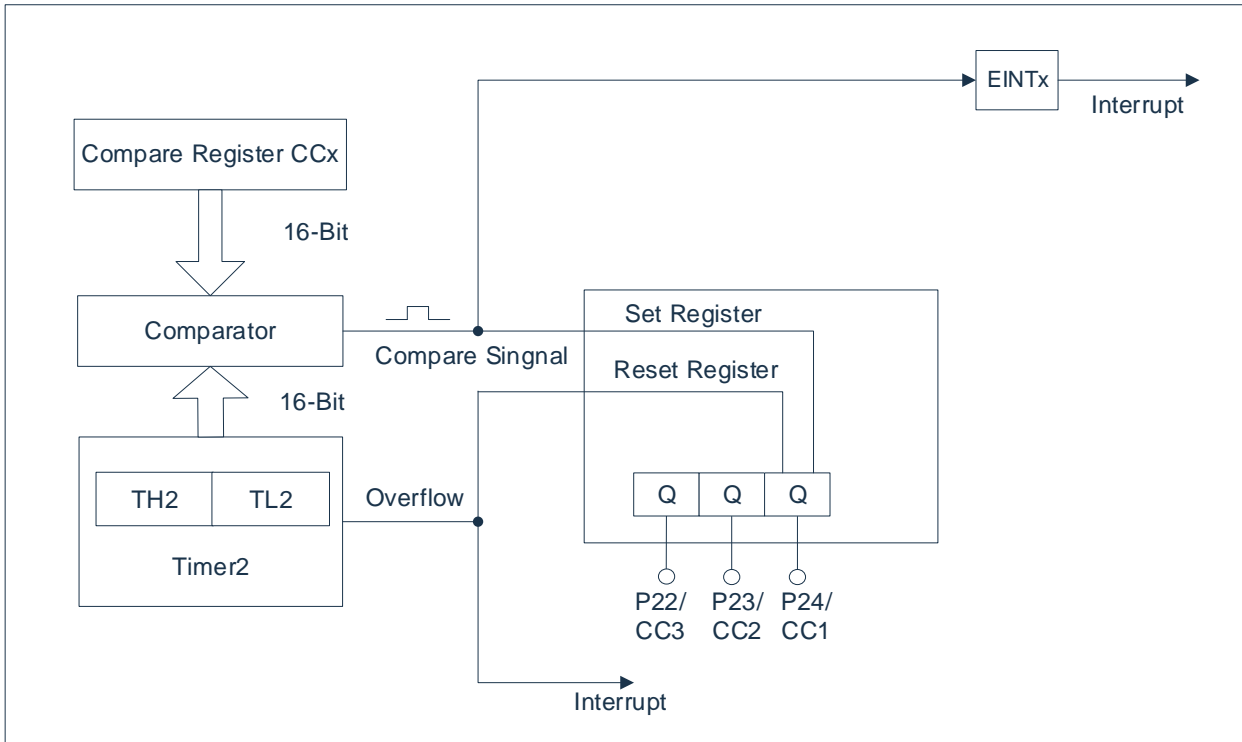 EINTx
Interrupt
Compare Register CCx
16-Bit
Set Register
Comparator
Compare Singnal
Reset Register
16-Bit
TH2
TL2
Overflow
Q
Q
Q
Timer2
P22/
CC3
P23/
CC2
P24/
CC1
Interrupt